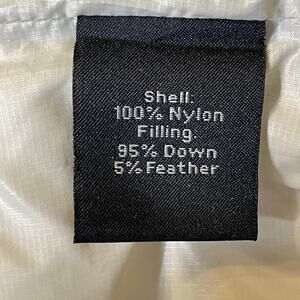 Shell:
100% Nylon
Filling:
95% Down
5% Feather